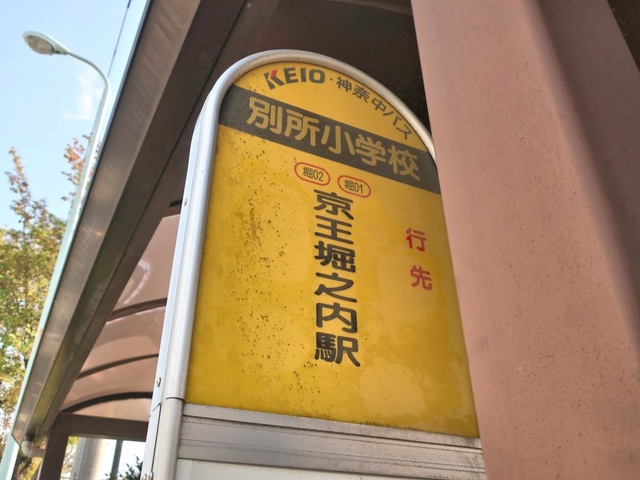 KEIO・神奈中バス
別所小学校
堀02 堀01
行先
京王堀之内駅